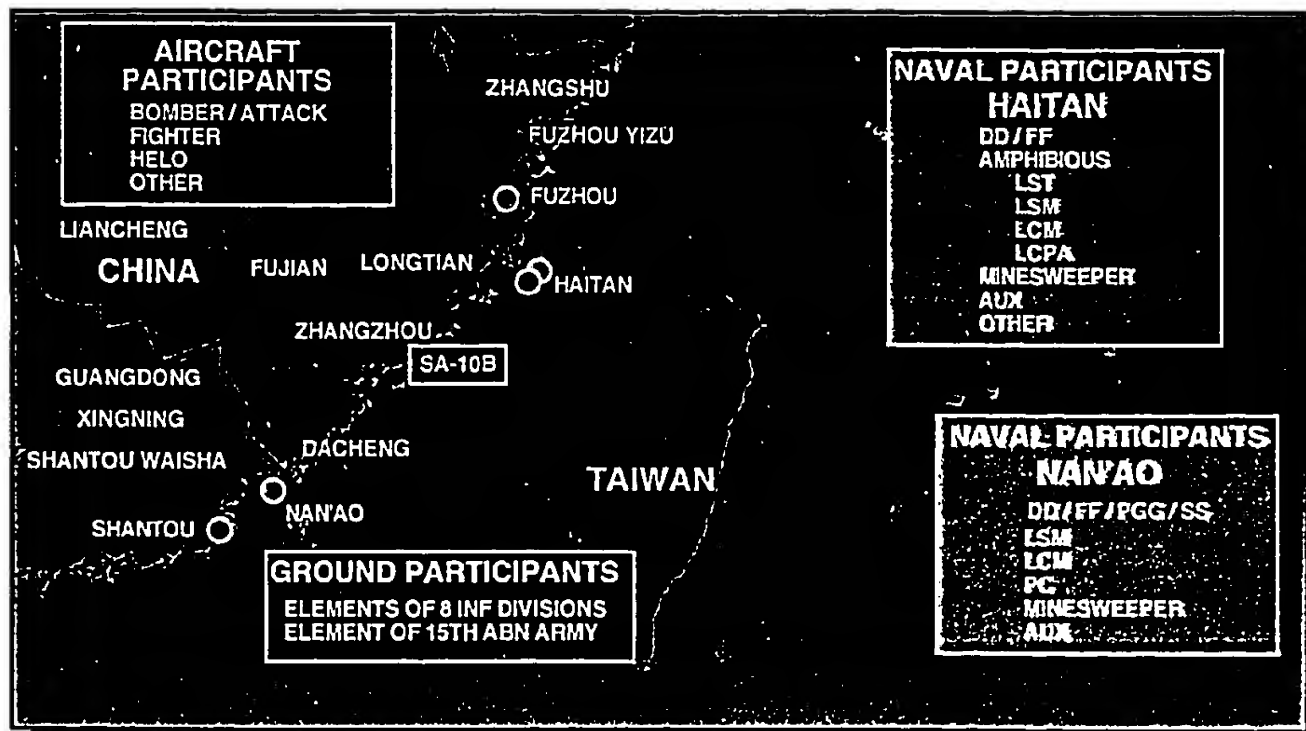 AIRCRAFT
PARTICIPANTS
BOMBER / ATTACK
FIGHTER
HELO
OTHER
ZHANGSHU
FUZHOU YIZU
FUZHOU
LIANCHENG
CHINA
FUJIAN
LONGTIAN
HAITAN
ZHANGZHOU
SA-10B
GUANGDONG
XINGNING
SHANTOU WAISHA
DACHENG
NAN'AO
SHANTOU
TAIWAN
GROUND PARTICIPANTS
ELEMENTS OF 8 INF DIVISIONS
ELEMENT OF 15TH ABN ARMY
NAVAL PARTICIPANTS
HAITAN
DD / FF
AMPHIBIOUS
LST
LSM
LCM
LCPA
MINESWEEPER
AUX
OTHER
NAVAL PARTICIPANTS
NAN'AO
DD / FF / PGG / SS
LSM
LCM
PC
MINESWEEPER
AUX